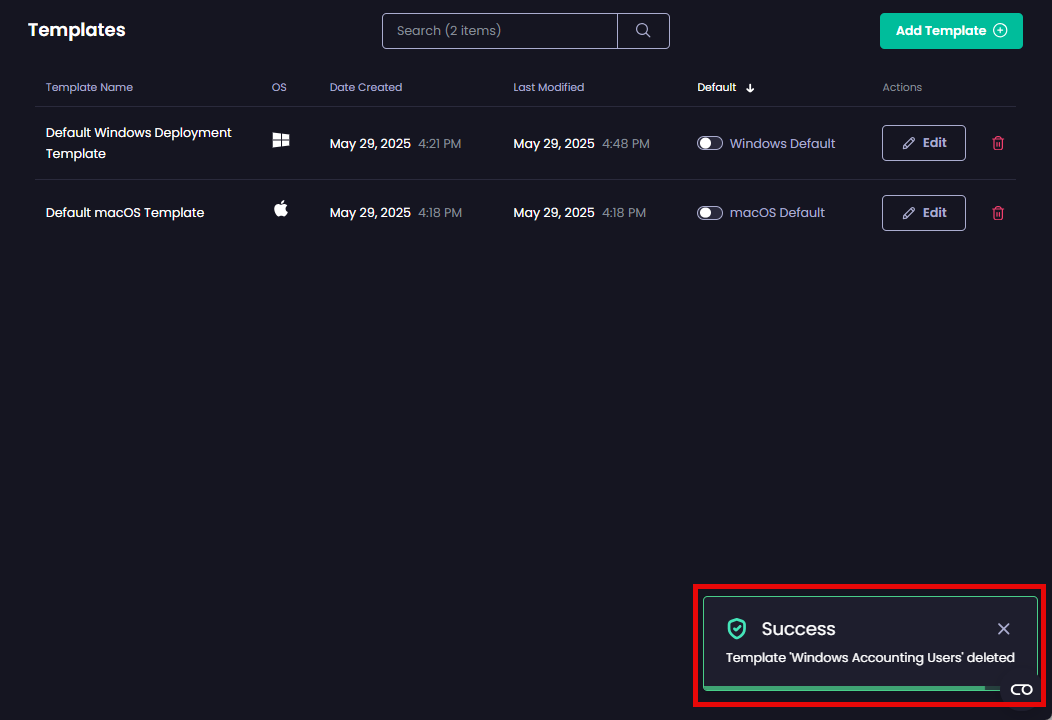 Templates
Search (2 items)
Add Template
Template Name OS Date Created Last Modified Default Actions
Default Windows Deployment
Template
May 29, 2025 4:21 PM May 29, 2025 4:48 PM Windows Default Edit
Default macOS Template May 29, 2025 4:18 PM May 29, 2025 4:18 PM macOS Default Edit
Success
Template 'Windows Accounting Users' deleted